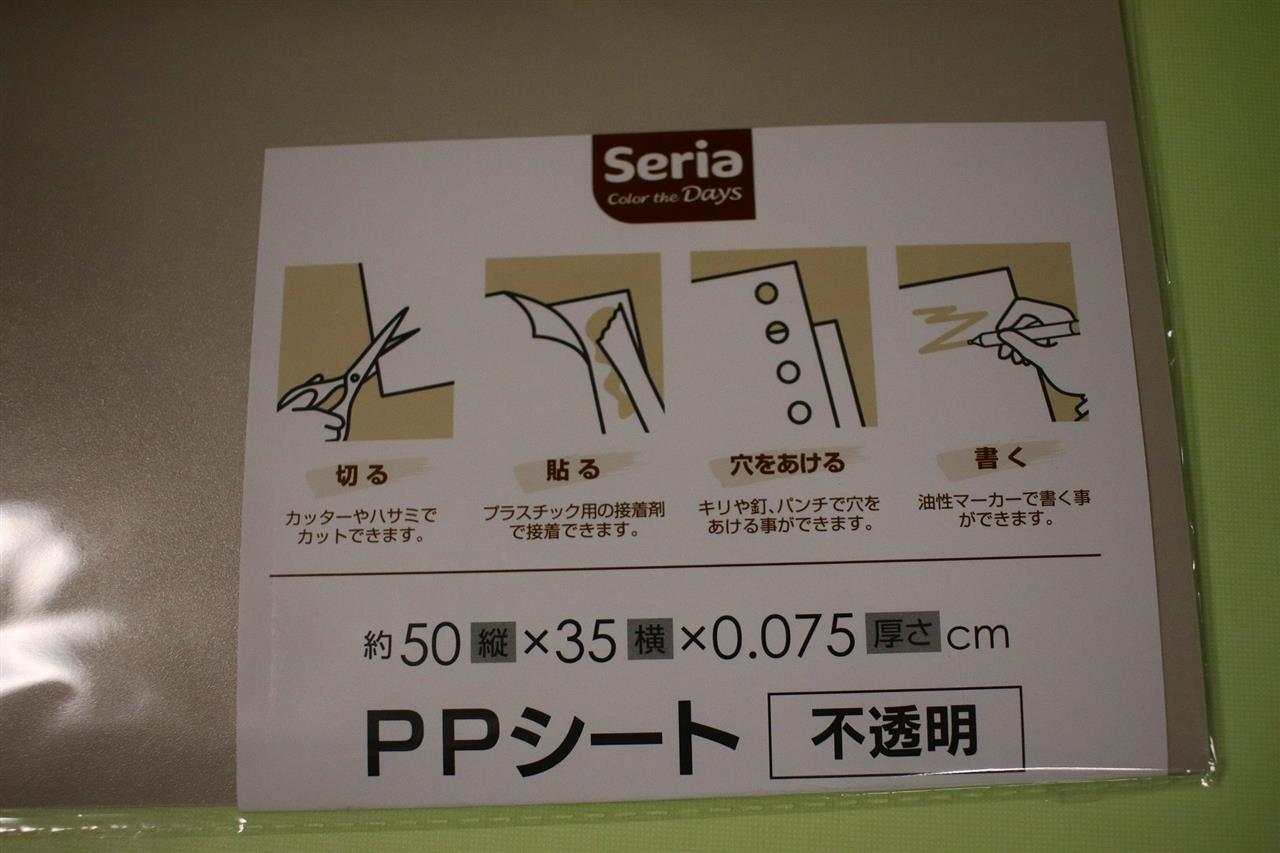 Seria
Color the Days
切る
貼る
穴をあける
書く
カッターやハサミで
カットできます。
プラスチック用の接着剤
で接着できます。
キリや釘、パンチで穴を
あける事ができます。
油性マーカーで書く事
ができます。
約50縦×35横×0.075厚さcm
PPシート 不透明